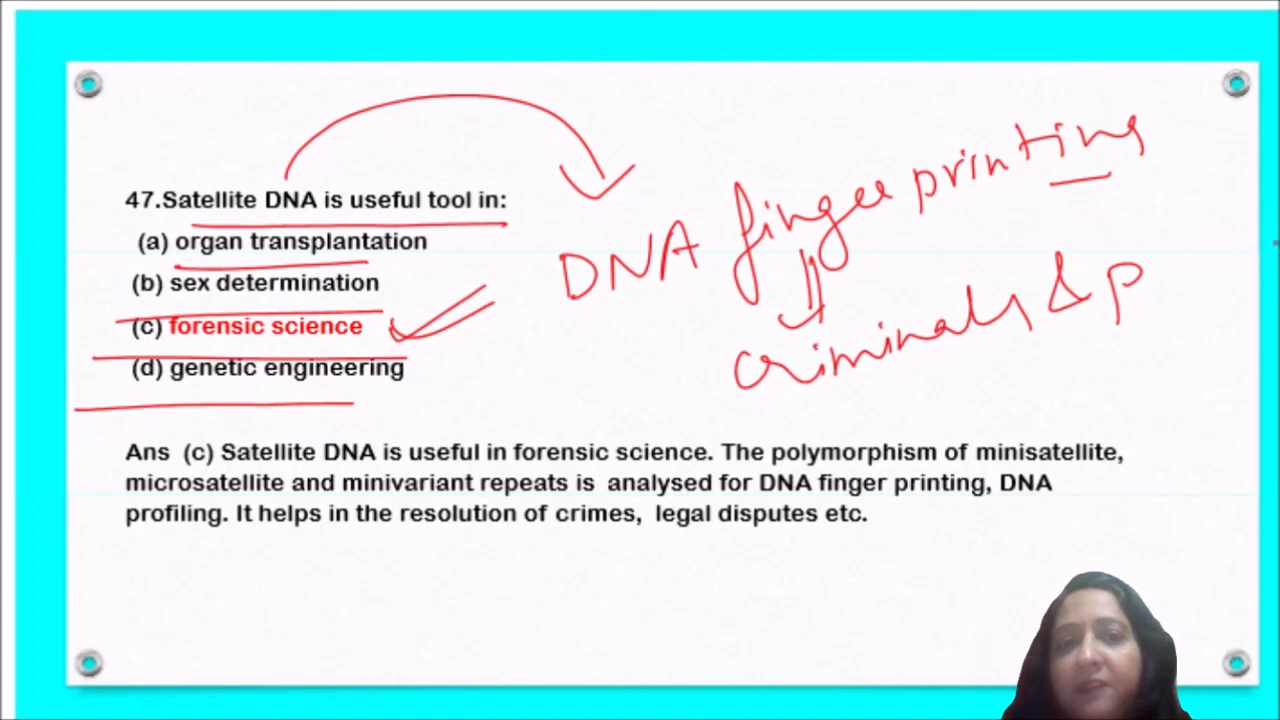 47.Satellite DNA is useful tool in:
(a) organ transplantation
(b) sex determination
(c) forensic science
(d) genetic engineering
DNA finger printing
criminals & p
Ans (c) Satellite DNA is useful in forensic science. The polymorphism of minisatellite,
microsatellite and minivariant repeats is analysed for DNA finger printing, DNA
profiling. It helps in the resolution of crimes, legal disputes etc.